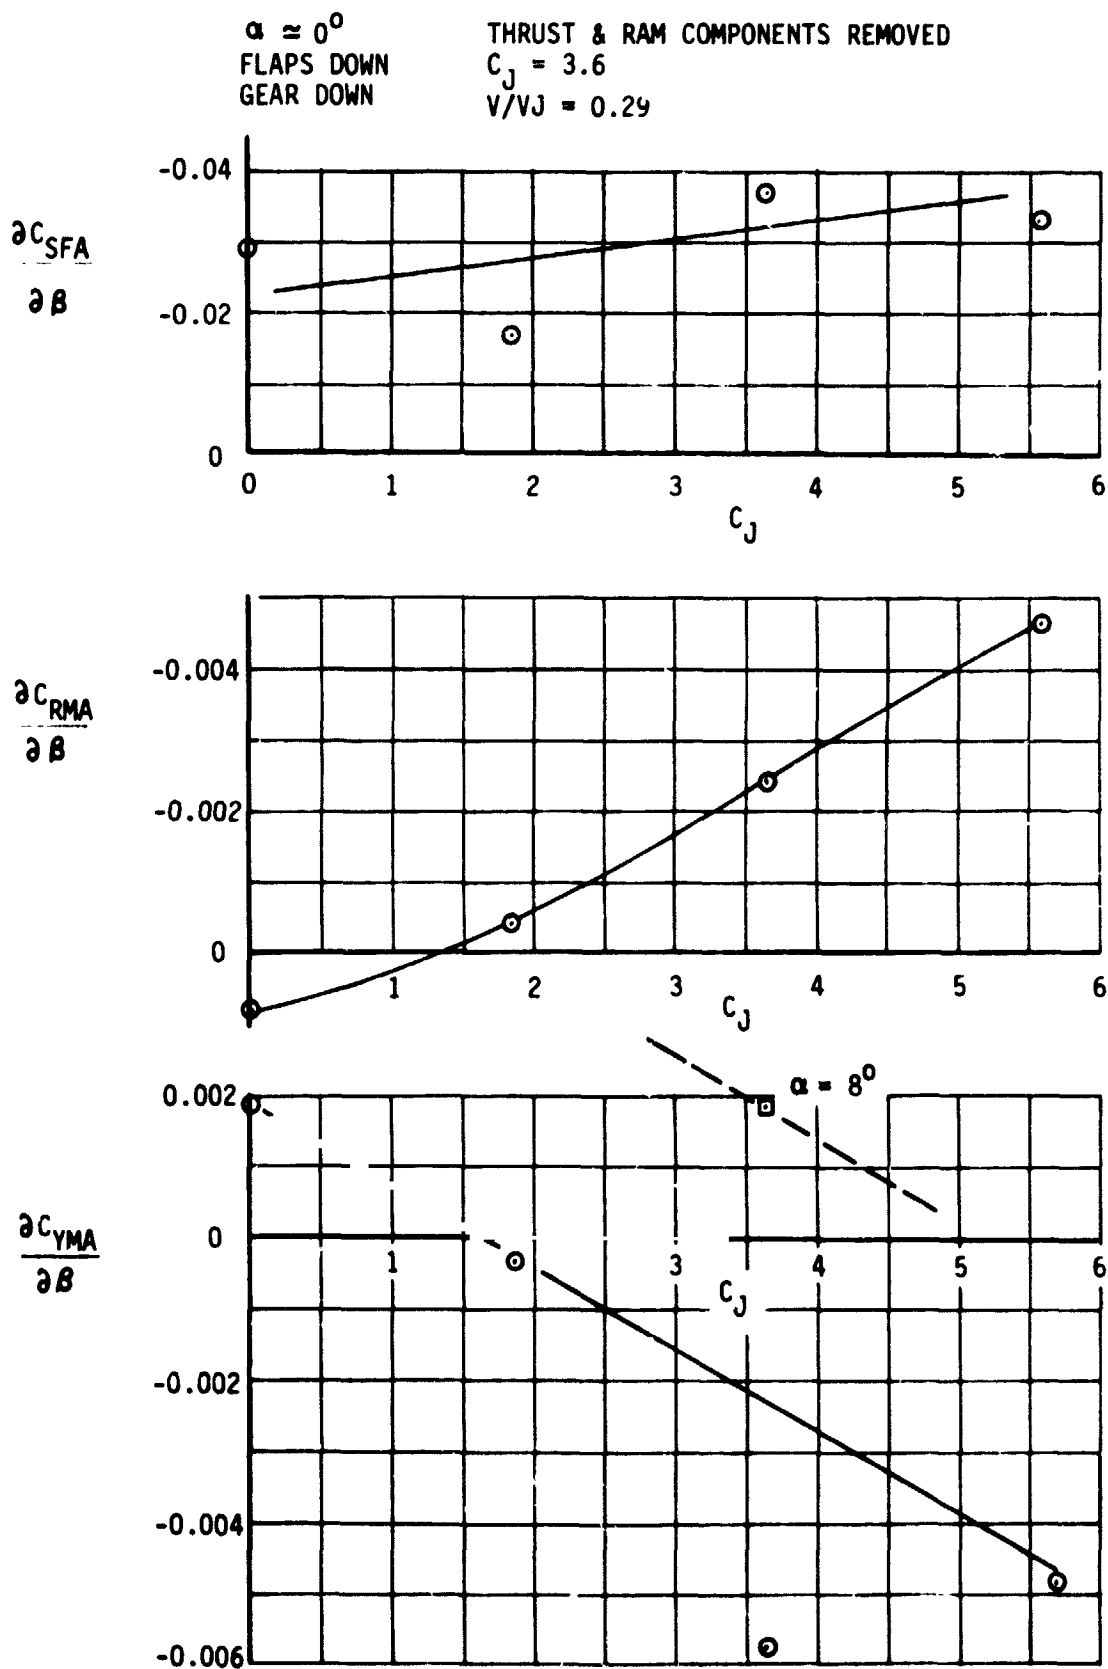 α ≃ 0° THRUST & RAM COMPONENTS REMOVED
FLAPS DOWN C_J = 3.6
GEAR DOWN V/VJ = 0.29
-0.04
∂C_SFA
∂β
-0.02
0
0 1 2 3 4 5 6
C_J
-0.004
∂C_RMA
∂β
-0.002
0
1 2 3 4 5 6
C_J
α = 8°
0.002
∂C_YMA
∂β
0
1 3 4 5 6
C_J
-0.002
-0.004
-0.006